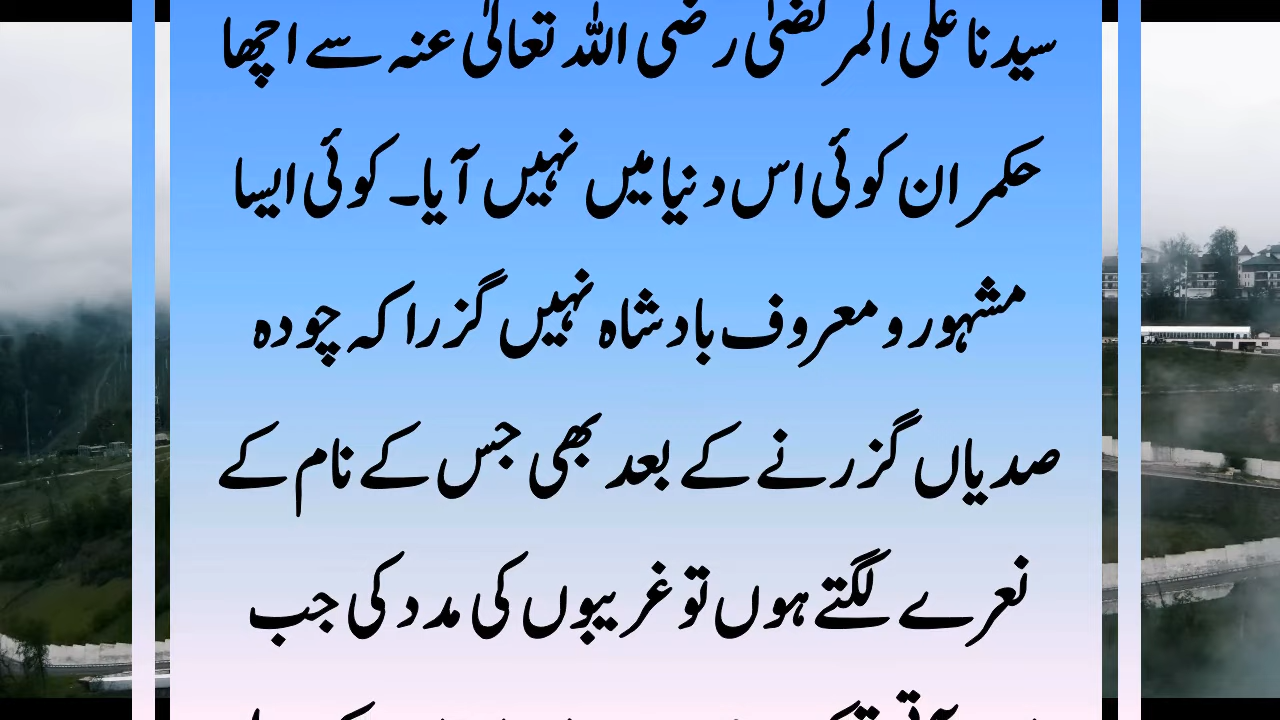 سیدنا علی المرتضیٰ رضی اللہ تعالیٰ عنہ سے اچھا
حکمران کوئی اس دنیا میں نہیں آیا۔ کوئی ایسا
مشہور و معروف بادشاہ نہیں گزرا کہ چودہ
صدیاں گزرنے کے بعد بھی جس کے نام کے
نعرے لگتے ہوں تو غریبوں کی مدد کی جب